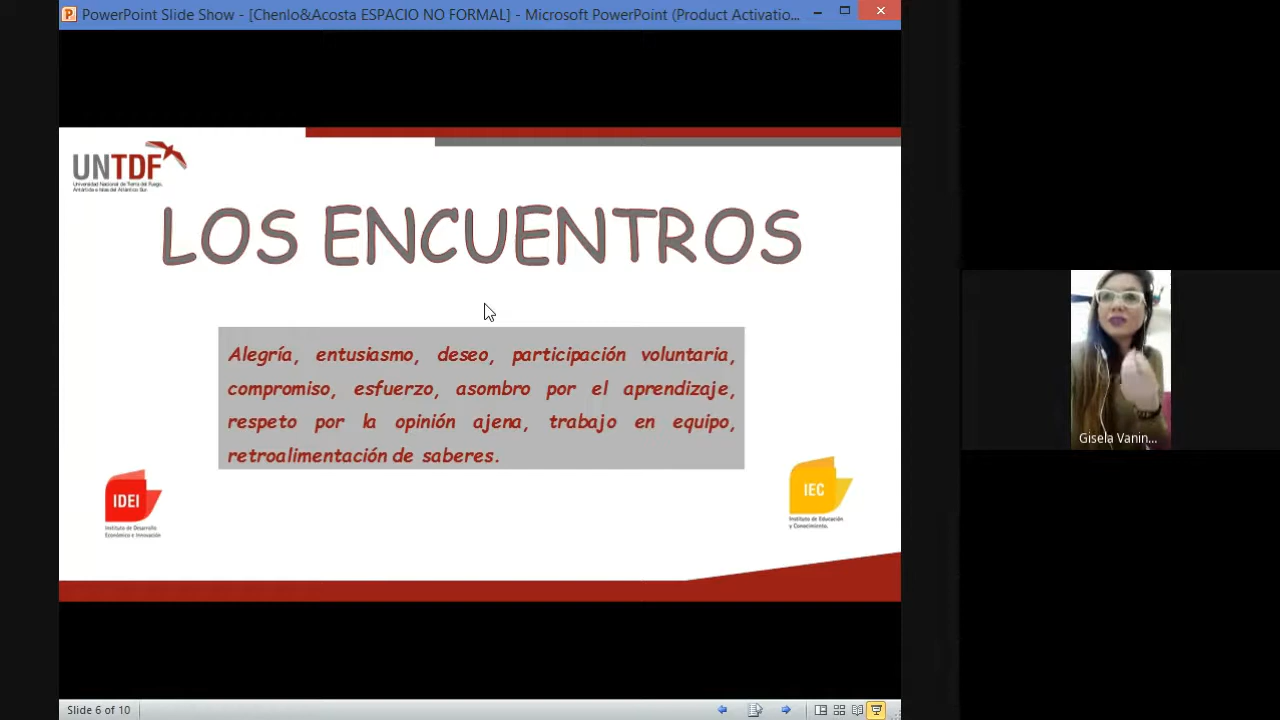 PowerPoint Slide Show - [Chenlo&Acosta ESPACIO NO FORMAL] - Microsoft PowerPoint (Product Activatio...
UNTDF
Universidad Nacional de Tierra del Fuego,
Antártida e Islas del Atlántico Sur.
LOS ENCUENTROS
Alegría, entusiasmo, deseo, participación voluntaria,
compromiso, esfuerzo, asombro por el aprendizaje,
respeto por la opinión ajena, trabajo en equipo,
retroalimentación de saberes.
Gisela Vanin...
IDEI
Instituto de Desarrollo
Económico e Innovación
IEC
Instituto de Educación
y Conocimiento.
Slide 6 of 10